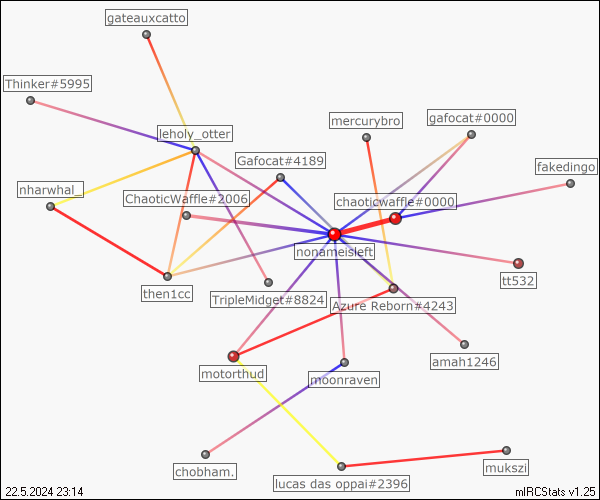 gateauxcatto
Thinker#5995
leholy_otter
mercurybro
gafocat#0000
Gafocat#4189
fakedingo
nharwhal_
ChaoticWaffle#2006
chaoticwaffle#0000
nonameisleft
tt532
then1cc
TripleMidget#8824
Azure Reborn#4243
amah1246
motorthud
moonraven
chobham.
lucas das oppai#2396
mukszi
22.5.2024 23:14
mIRCStats v1.25